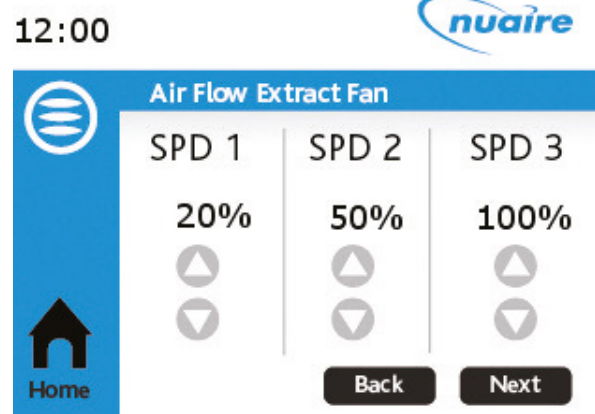 12:00
nuaire
Air Flow Extract Fan
SPD 1 SPD 2 SPD 3
20% 50% 100%
Back Next
Home